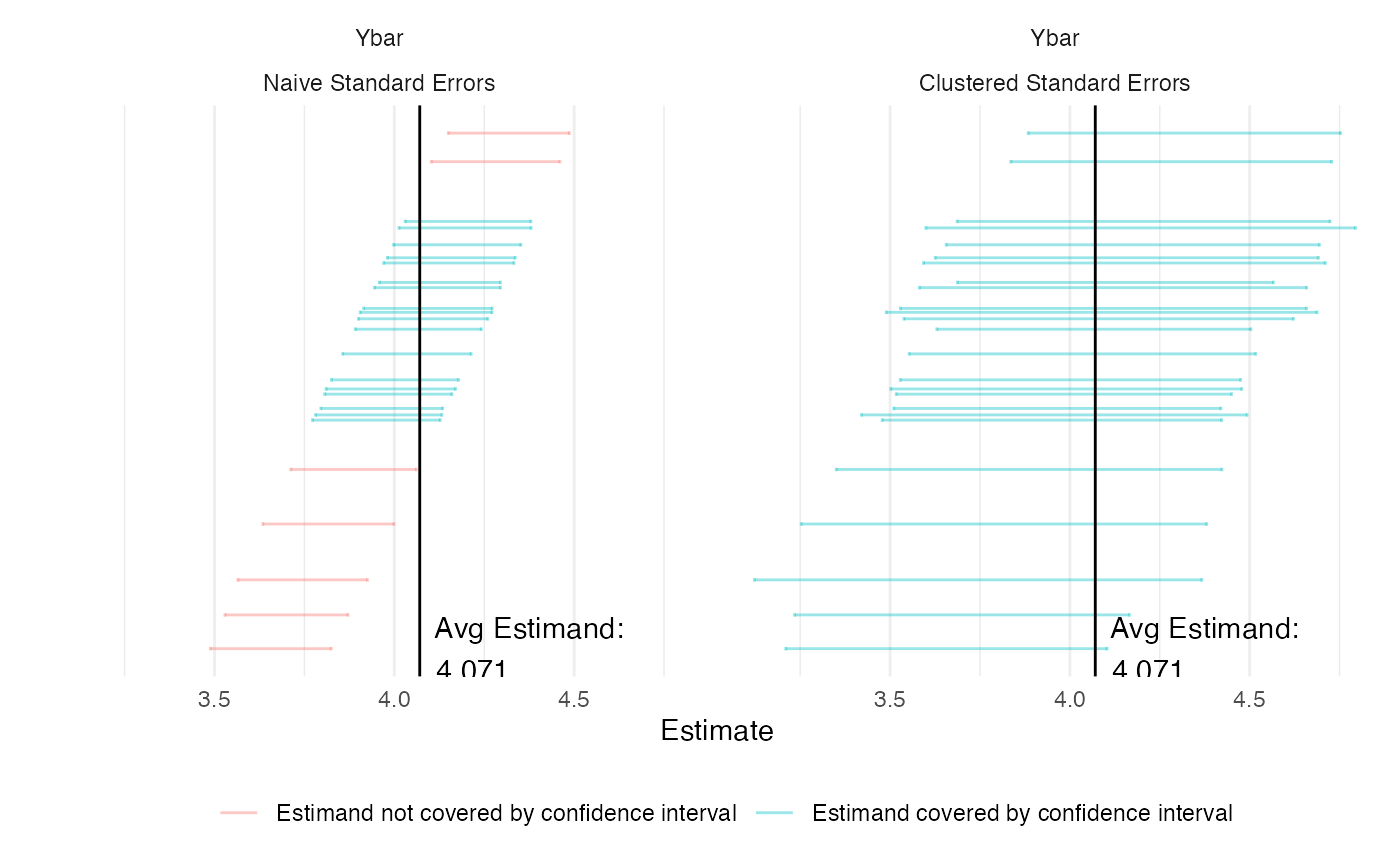 Ybar
Naive Standard Errors
Ybar
Clustered Standard Errors
Avg Estimand:
4.071
Avg Estimand:
4.071
3.5 4.0 4.5
3.5 4.0 4.5
Estimate
Estimand not covered by confidence interval
Estimand covered by confidence interval